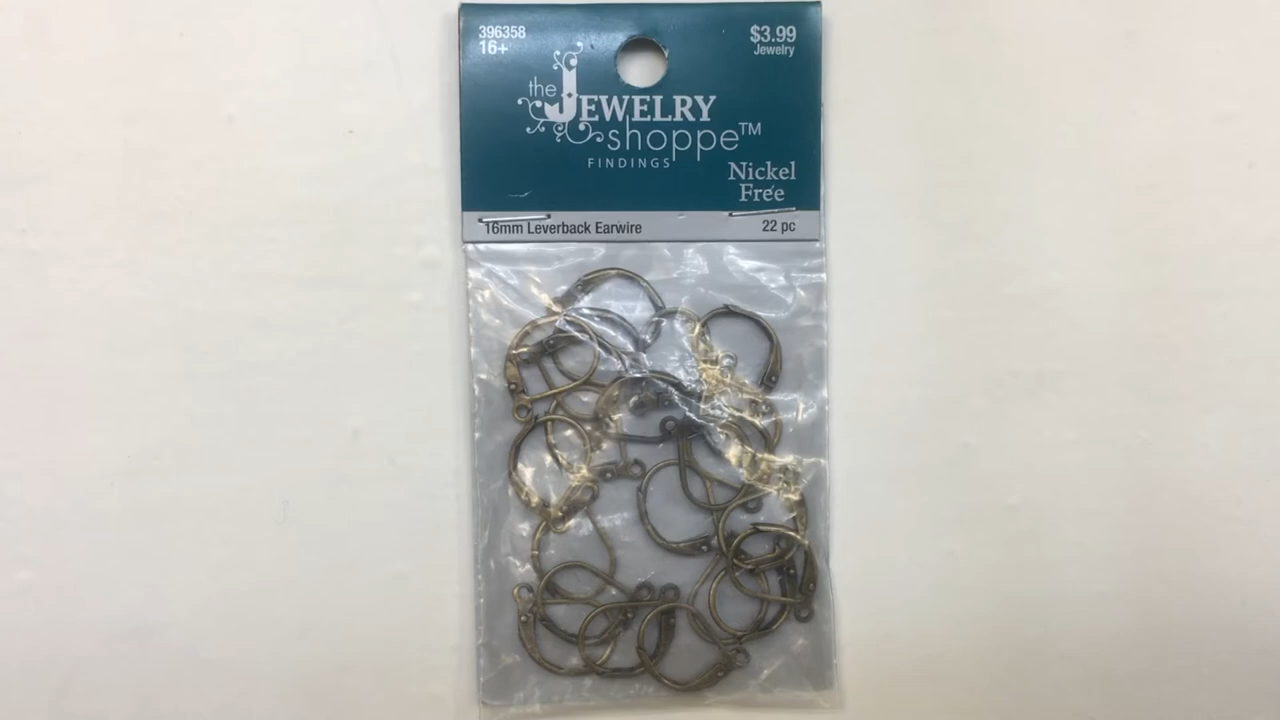 396358
16+
$3.99
Jewelry
the
JEWELRY
shoppe™
FINDINGS
Nickel
Free
16mm Leverback Earwire
22 pc